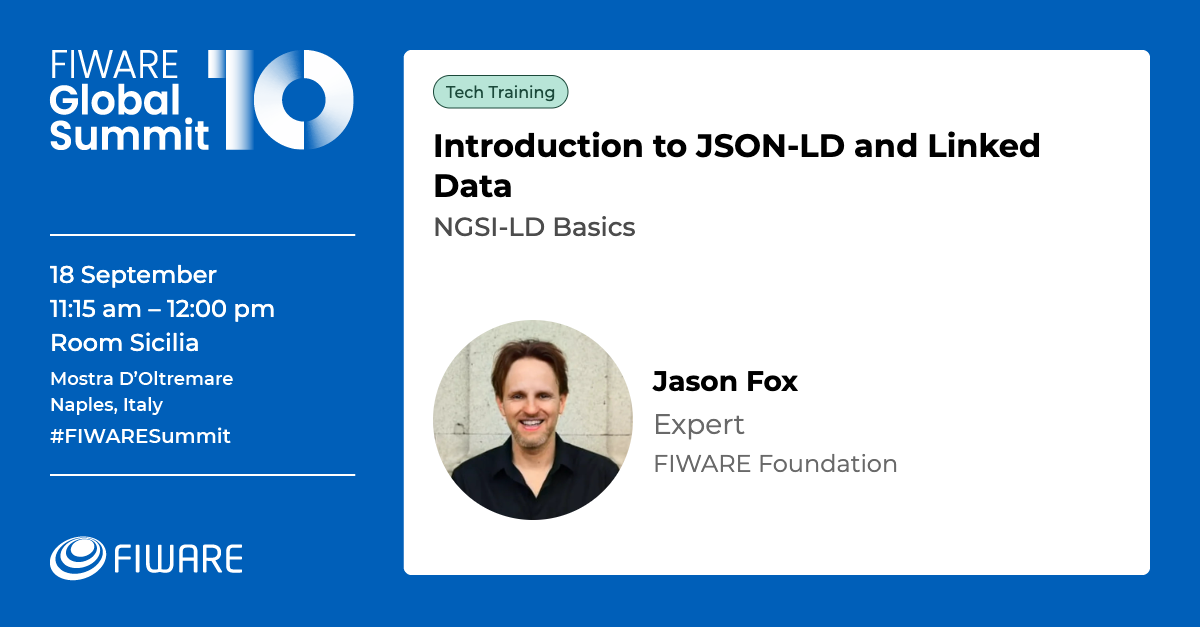 FIWARE
Global
Summit
10
18 September
11:15 am – 12:00 pm
Room Sicilia
Mostra D’Oltremare
Naples, Italy
#FIWARESummit
FIWARE
Tech Training
Introduction to JSON-LD and Linked
Data
NGSI-LD Basics
Jason Fox
Expert
FIWARE Foundation